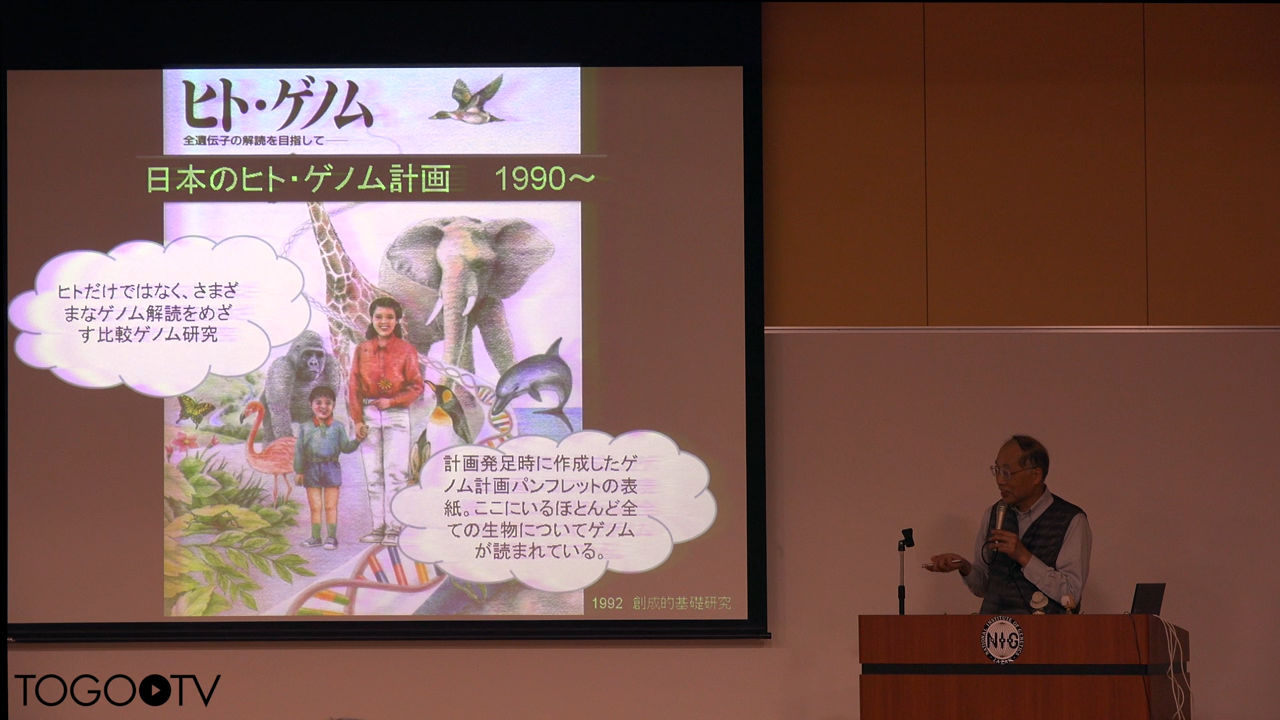 ヒト・ゲノム
全遺伝子の解読を目指して──
日本のヒト・ゲノム計画 1990～
ヒトだけではなく、さまざ
まなゲノム解読をめざ
す比較ゲノム研究
計画発足時に作成したゲ
ノム計画パンフレットの表
紙。ここにいるほとんど全
ての生物についてゲノム
が読まれている。
1992 創成的基礎研究
NIG
TOGOTV